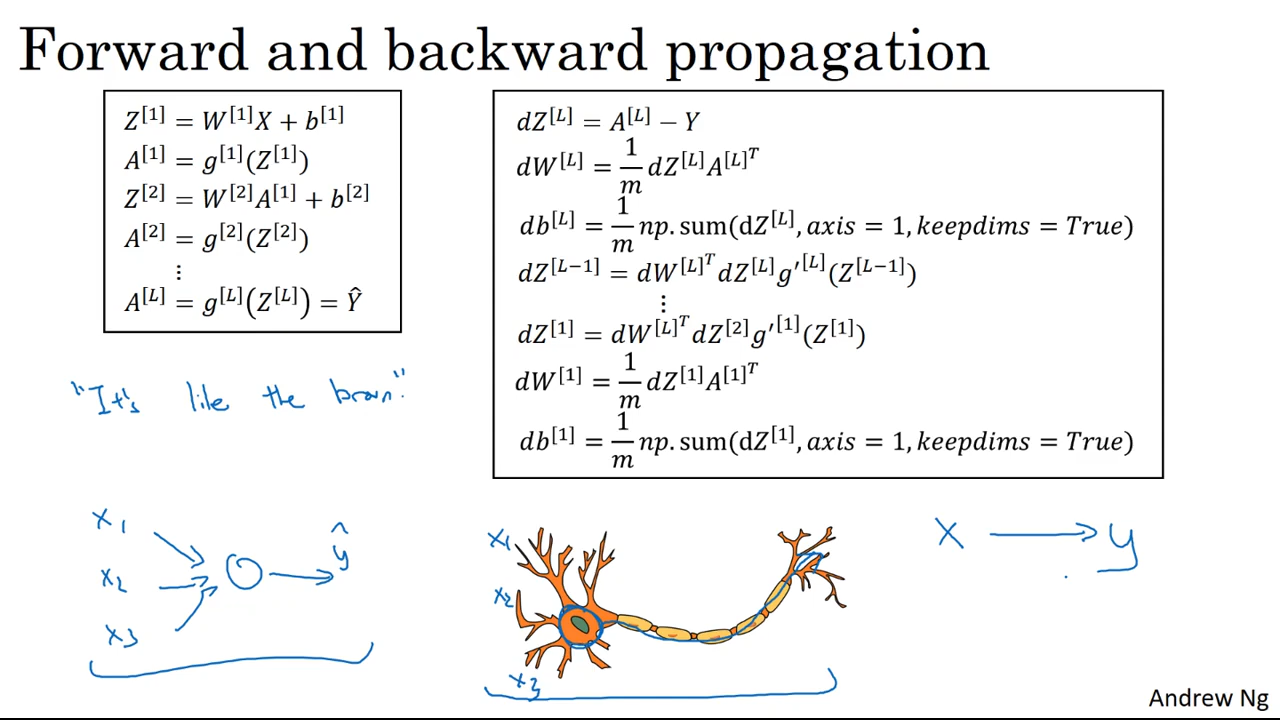 Forward and backward propagation
Z^[1] = W^[1]X + b^[1]
A^[1] = g^[1](Z^[1])
Z^[2] = W^[2]A^[1] + b^[2]
A^[2] = g^[2](Z^[2])
⋮
A^[L] = g^[L](Z^[L]) = Ŷ
dZ^[L] = A^[L] − Y
dW^[L] = 1/m dZ^[L]A^[L]^T
db^[L] = 1/m np.sum(dZ^[L], axis = 1, keepdims = True)
dZ^[L−1] = dW^[L]^T dZ^[L]g′^[L](Z^[L−1])
⋮
dZ^[1] = dW^[L]^T dZ^[2]g′^[1](Z^[1])
dW^[1] = 1/m dZ^[1]A^[1]^T
db^[1] = 1/m np.sum(dZ^[1], axis = 1, keepdims = True)
"It's like the brain".
x1
x2
x3
ŷ
x1
x2
x3
x → y
Andrew Ng